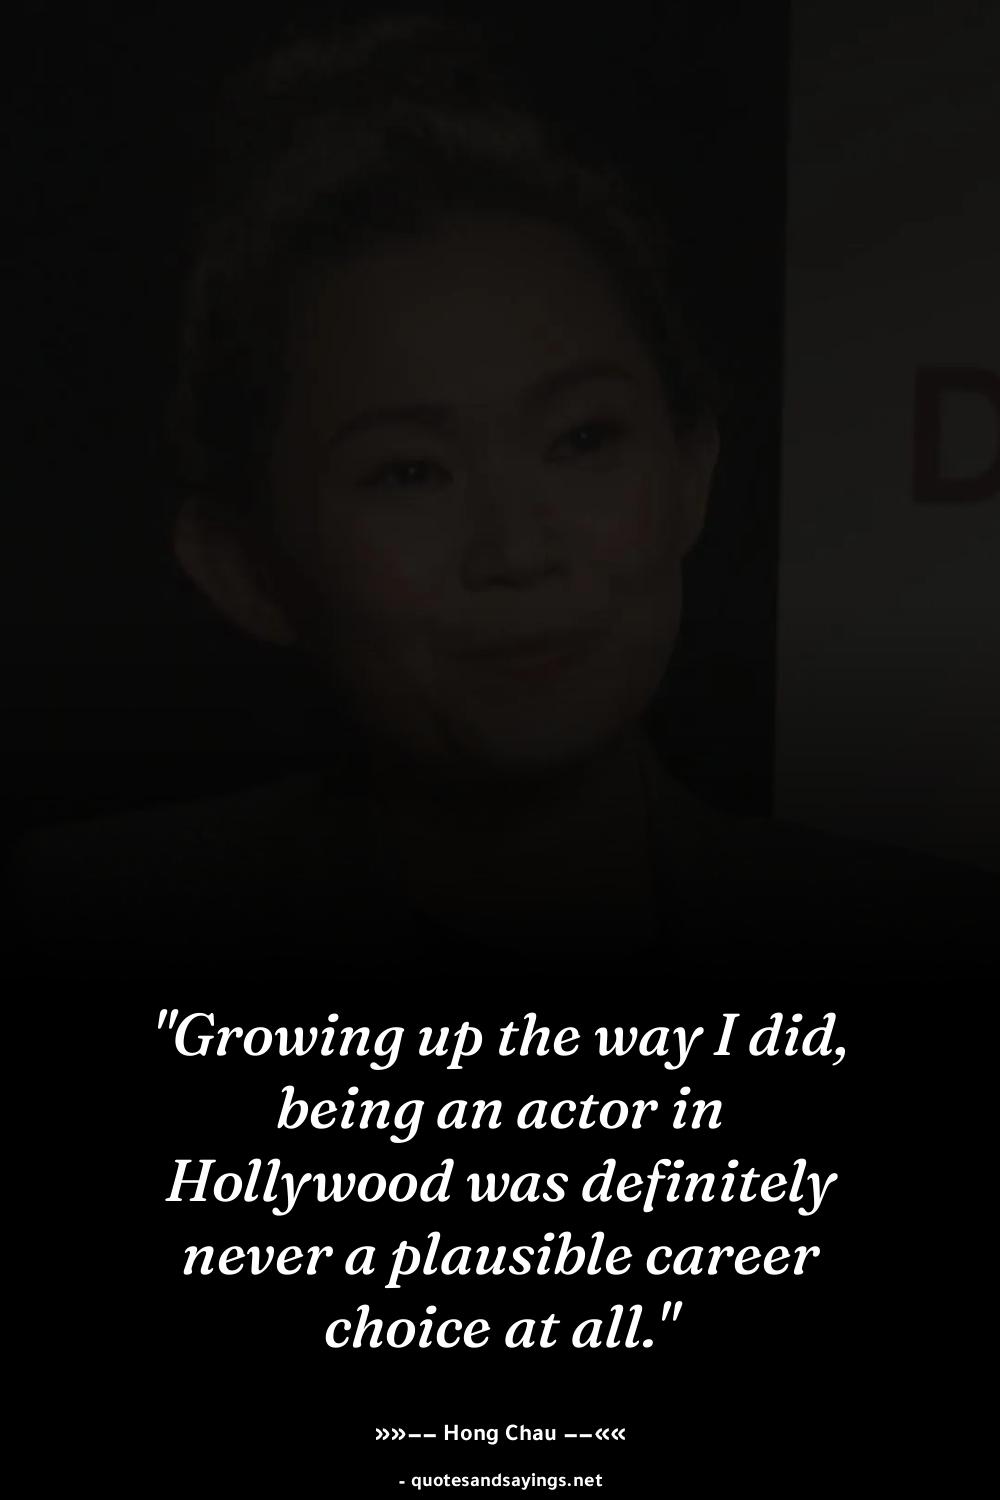 D
"Growing up the way I did,
being an actor in
Hollywood was definitely
never a plausible career
choice at all."
»»–– Hong Chau ––««
- quotesandsayings.net